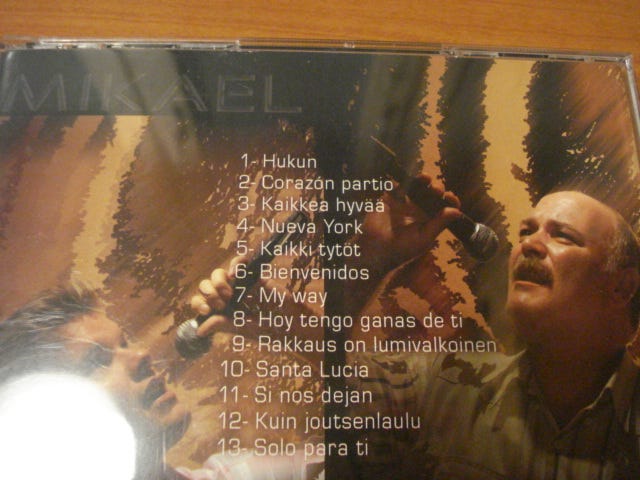 MIKAEL
1- Hukun
2- Corazón partio
3- Kaikkea hyvää
4- Nueva York
5- Kaikki tytöt
6- Bienvenidos
7- My way
8- Hoy tengo ganas de ti
9- Rakkaus on lumivalkoinen
10- Santa Lucia
11- Si nos dejan
12- Kuin joutsenlaulu
13- Solo para ti